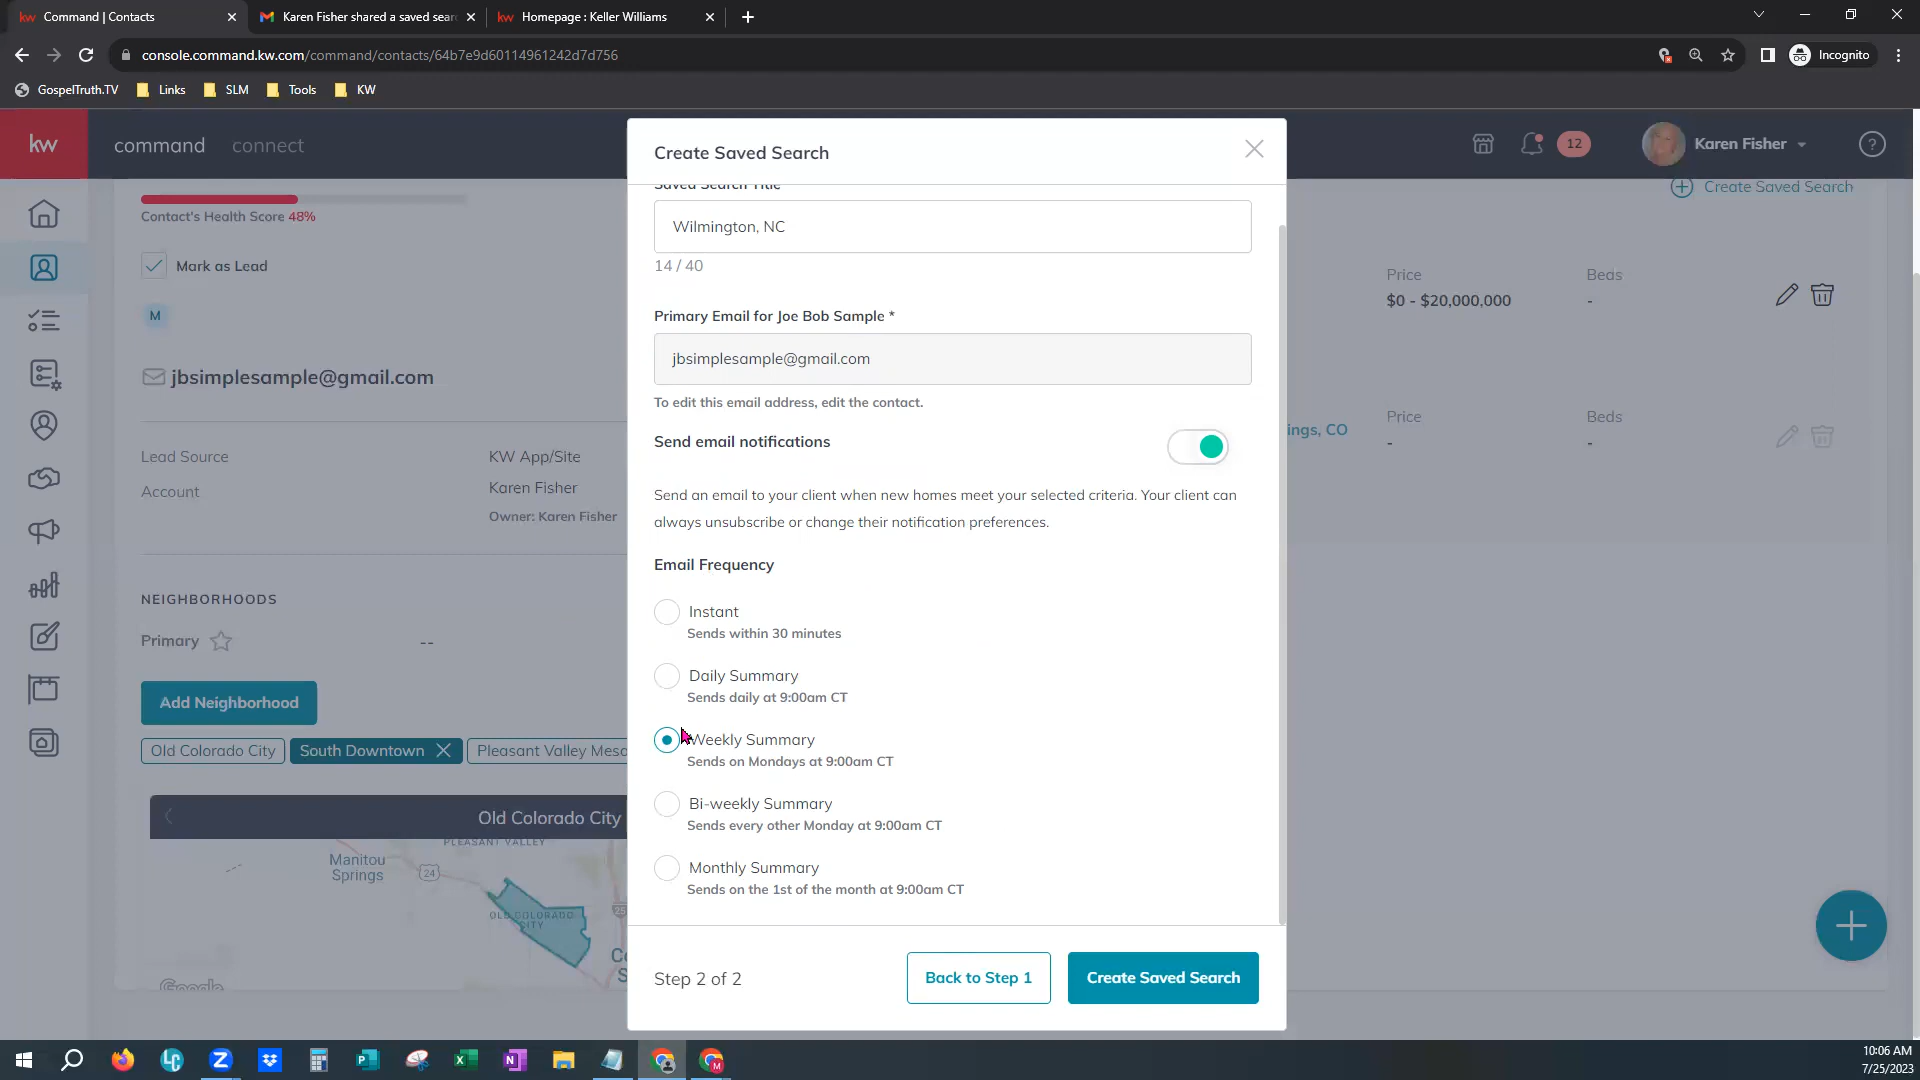 Command | Contacts
Karen Fisher shared a saved sear
Homepage : Keller Williams
console.command.kw.com/command/contacts/64b7e9d60114961242d7d756
Incognito
GospelTruth.TV
Links
SLM
Tools
KW
kw
command
connect
Create Saved Search
12
Karen Fisher
?
Contact's Health Score 48%
Saved Search Title
Create Saved Search
Wilmington, NC
14 / 40
Mark as Lead
M
Price
Beds
$0 - $20,000,000
-
Primary Email for Joe Bob Sample *
jbsimplesample@gmail.com
jbsimplesample@gmail.com
To edit this email address, edit the contact.
Send email notifications
ings, CO
Price
Beds
-
-
Lead Source
KW App/Site
Account
Karen Fisher
Owner: Karen Fisher
Send an email to your client when new homes meet your selected criteria. Your client can
always unsubscribe or change their notification preferences.
Email Frequency
Instant
Sends within 30 minutes
Daily Summary
Sends daily at 9:00am CT
Weekly Summary
Sends on Mondays at 9:00am CT
Bi-weekly Summary
Sends every other Monday at 9:00am CT
Monthly Summary
Sends on the 1st of the month at 9:00am CT
NEIGHBORHOODS
Primary
--
Add Neighborhood
Old Colorado City
South Downtown
Pleasant Valley Mesa
Old Colorado City
PLEASANT VALLEY
Manitou
Springs
24
OLD COLORADO
CITY
25
Co
S
Google
Step 2 of 2
Back to Step 1
Create Saved Search
10:06 AM
7/25/2023